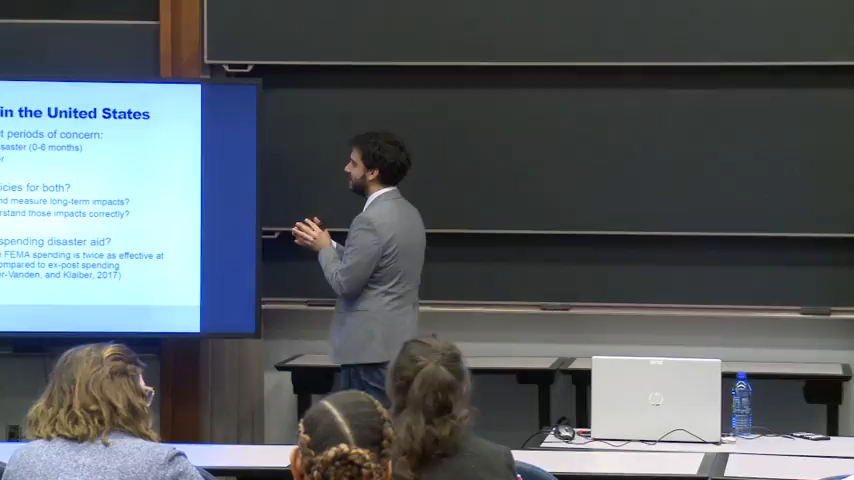 in the United States
t periods of concern:
saster (0-6 months)
r
icies for both?
nd measure long-term impacts?
rstand those impacts correctly?
spending disaster aid?
FEMA spending is twice as effective at
ompared to ex-post spending
r-Vanden, and Klaiber, 2017)
hp